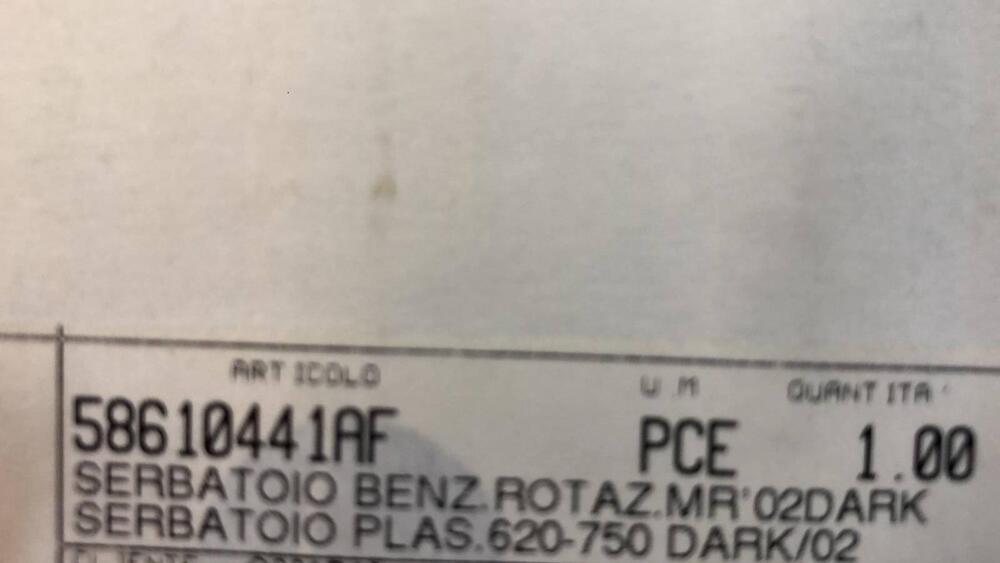 ARTICOLO U M QUANTITA'
58610441AF PCE 1.00
SERBATOIO BENZ.ROTAZ.MR'02DARK
SERBATOIO PLAS.620-750 DARK/02